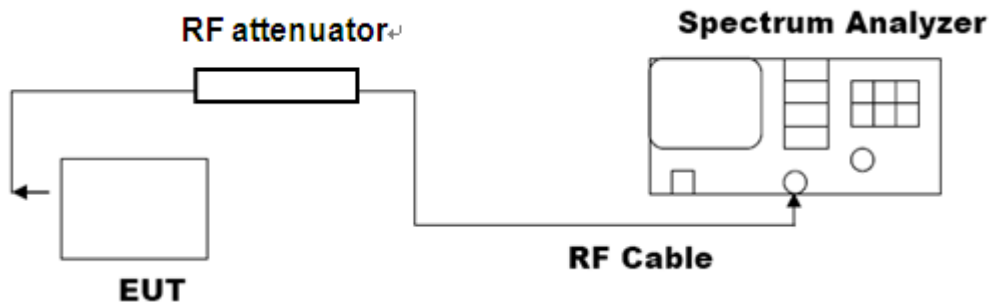 RF attenuator↵
Spectrum Analyzer
RF Cable
EUT